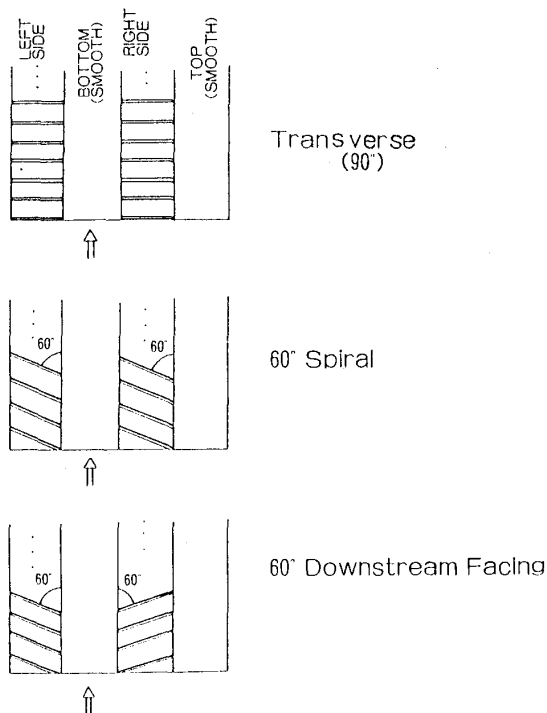 LEFT SIDE
BOTTOM (SMOOTH)
RIGHT SIDE
TOP (SMOOTH)
Transverse
(90°)
60°
60°
60° Spiral
60°
60°
60° Downstream Facing